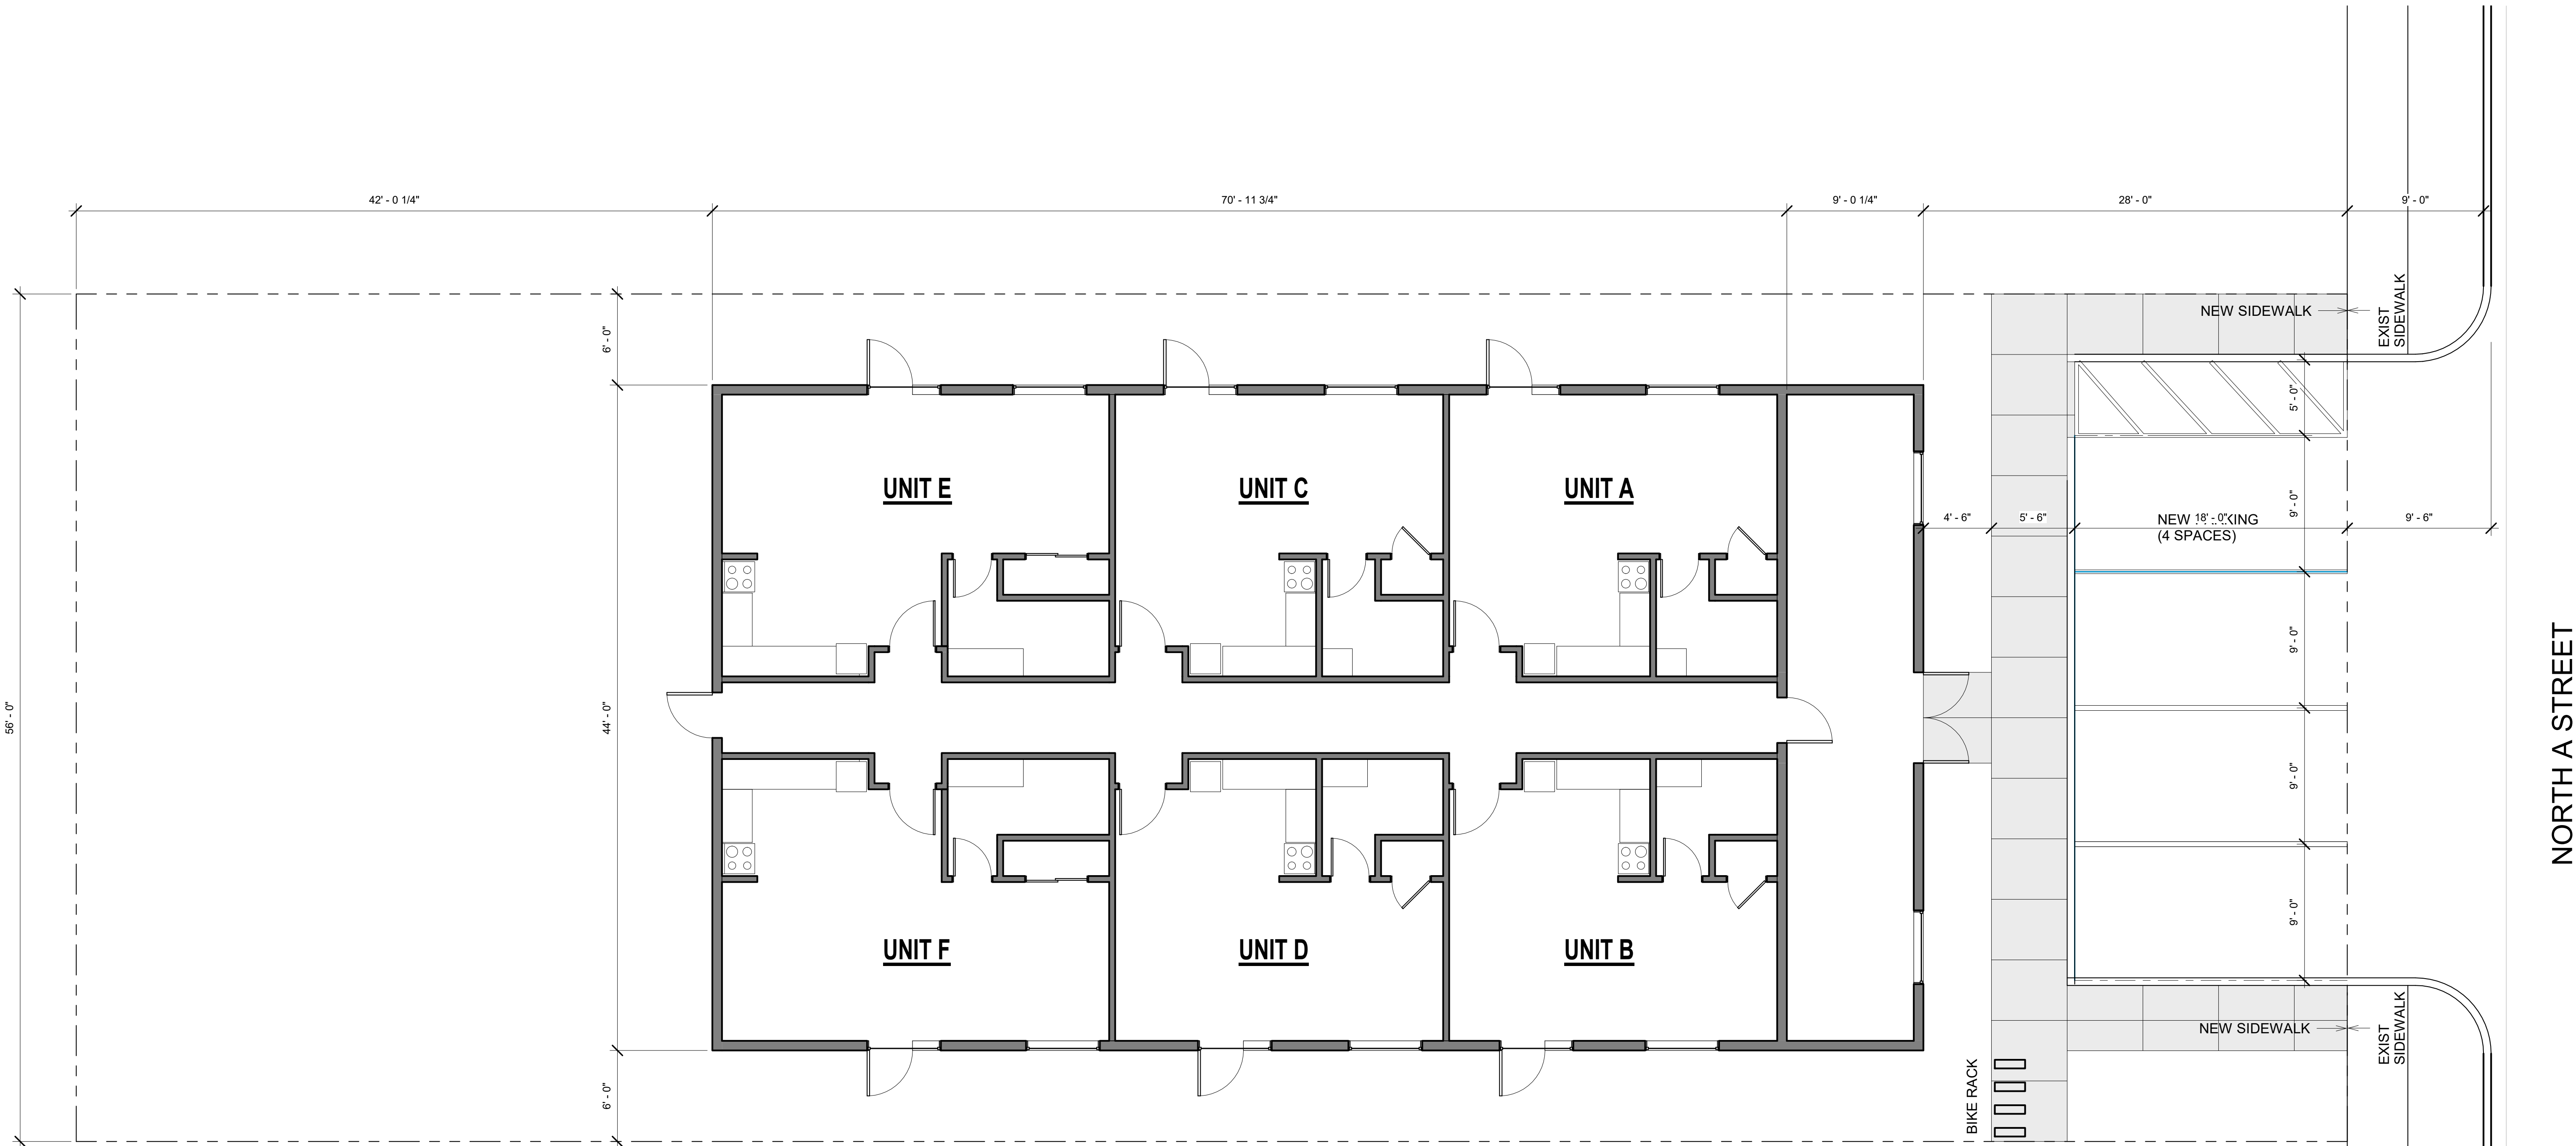 42' - 0 1/4"
70' - 11 3/4"
9' - 0 1/4"
28' - 0"
9' - 0"
NEW SIDEWALK
EXIST
SIDEWALK
6' - 0"
5' - 0"
UNIT E
UNIT C
UNIT A
9' - 0"
4' - 6"
5' - 6"
NEW PARKING
(4 SPACES)
18' - 0"
9' - 6"
9' - 0"
56' - 0"
44' - 0"
NORTH A STREET
9' - 0"
9' - 0"
UNIT F
UNIT D
UNIT B
NEW SIDEWALK
EXIST
SIDEWALK
6' - 0"
BIKE RACK